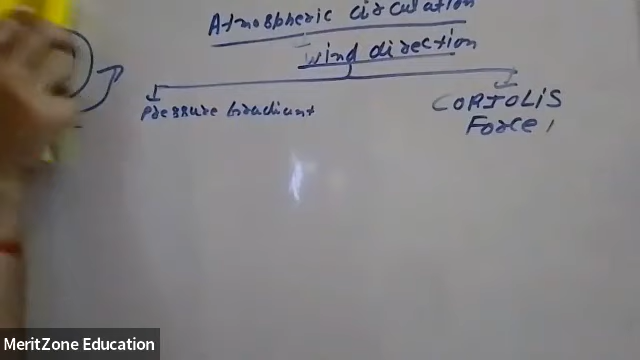 Atmospheric circulation
wind direction
Pressure Gradient
CORIOLIS
Force,
MeritZone Education